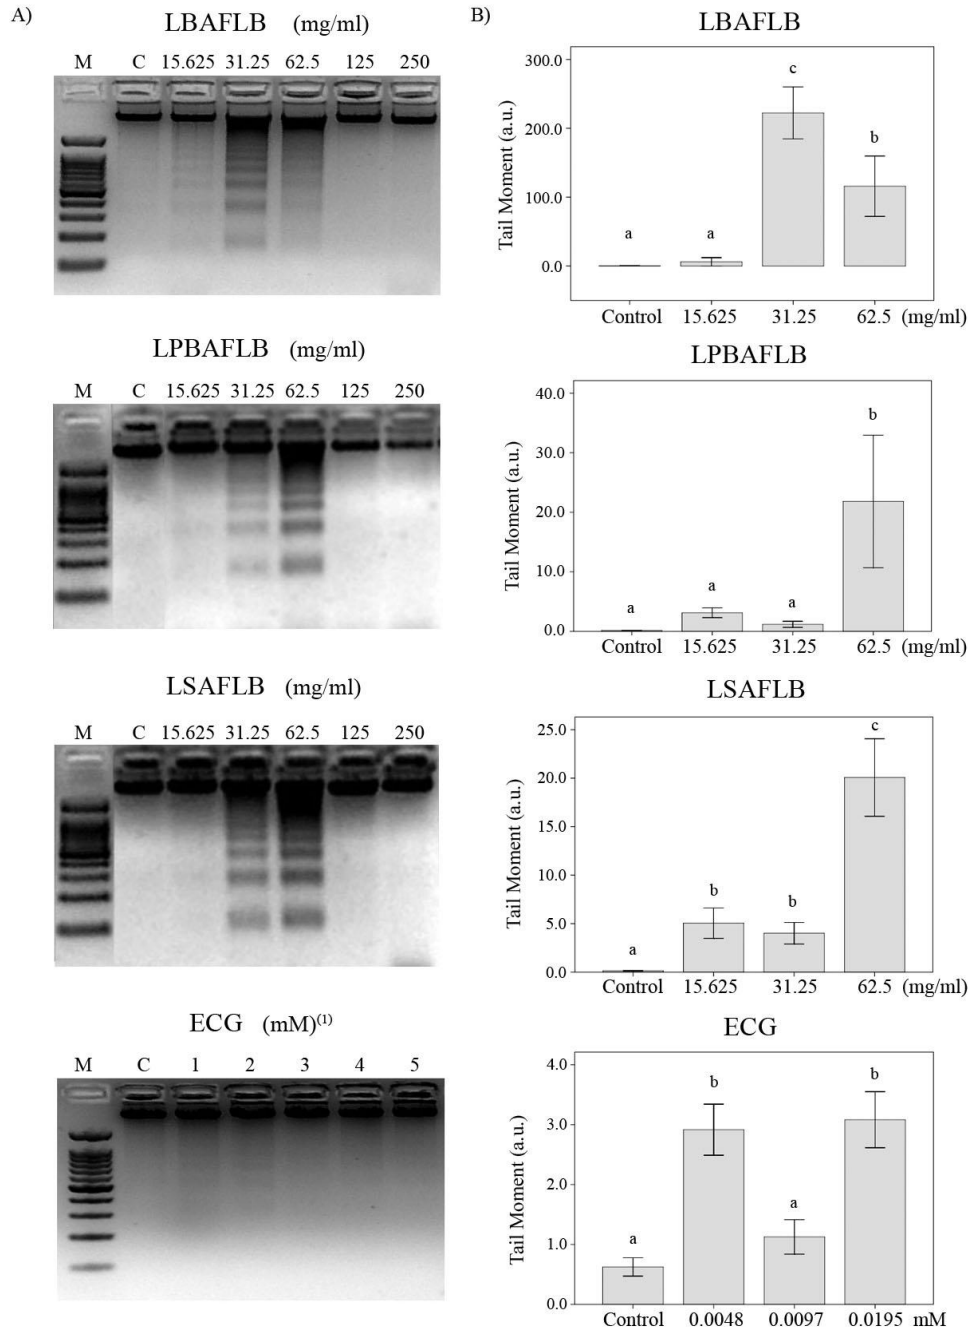 A)
LBAFLB (mg/ml)
M C 15.625 31.25 62.5 125 250
LPBAFLB (mg/ml)
M C 15.625 31.25 62.5 125 250
LSAFLB (mg/ml)
M C 15.625 31.25 62.5 125 250
ECG (mM)(1)
M C 1 2 3 4 5
B)
LBAFLB
Tail Moment (a.u.)
300.0
200.0
100.0
0.0
a a c b
Control 15.625 31.25 62.5 (mg/ml)
LPBAFLB
Tail Moment (a.u.)
40.0
30.0
20.0
10.0
0.0
a a a b
Control 15.625 31.25 62.5 (mg/ml)
LSAFLB
Tail Moment (a.u.)
25.0
20.0
15.0
10.0
5.0
0.0
a b b c
Control 15.625 31.25 62.5 (mg/ml)
ECG
Tail Moment (a.u.)
4.0
3.0
2.0
1.0
0.0
a b a b
Control 0.0048 0.0097 0.0195 mM